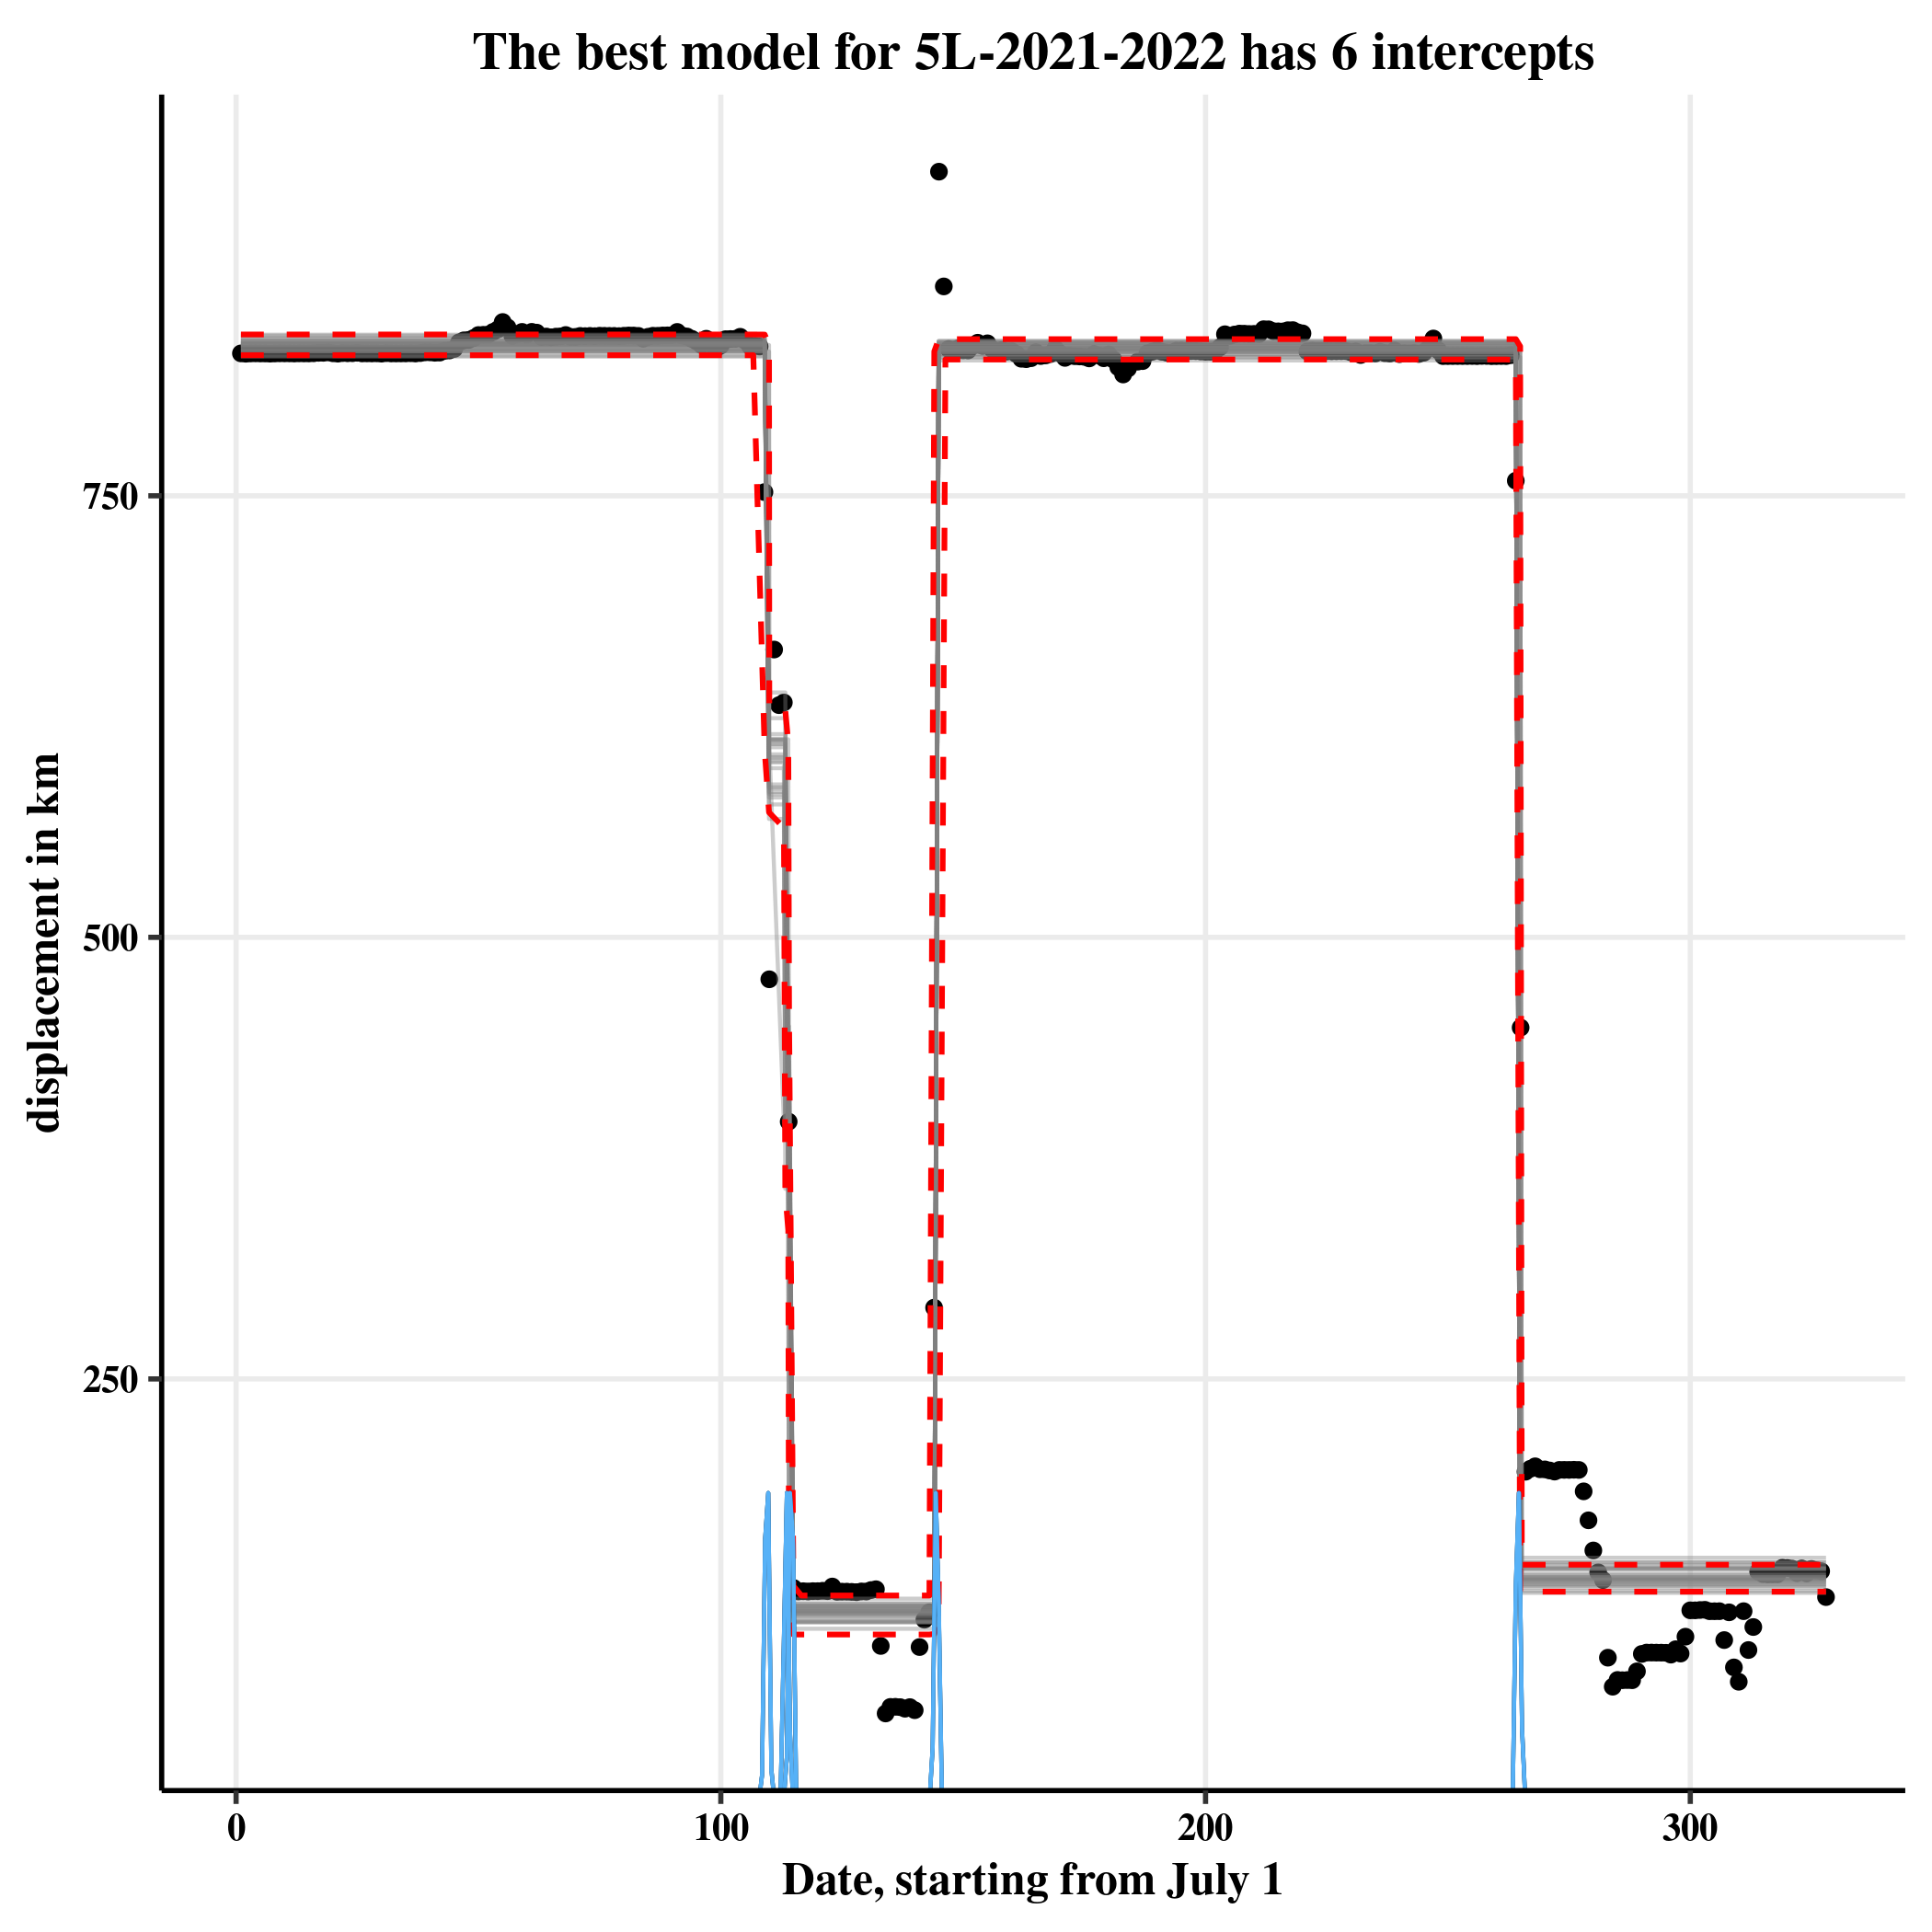 The best model for 5L-2021-2022 has 6 intercepts
displacement in km
750
500
250
0 100 200 300
Date, starting from July 1